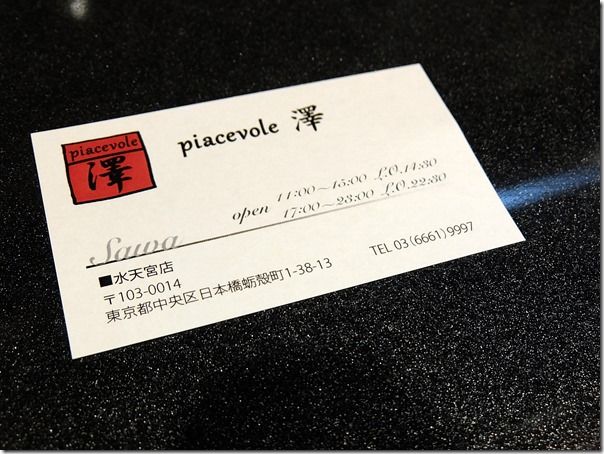 piacevole
澤
piacevole 澤
open 11:00～15:00 L.O.14:30
17:00～23:00 L.O.22:30
Sawa
■水天宮店
〒103-0014
東京都中央区日本橋蛎殻町1-38-13
TEL 03(6661)9997